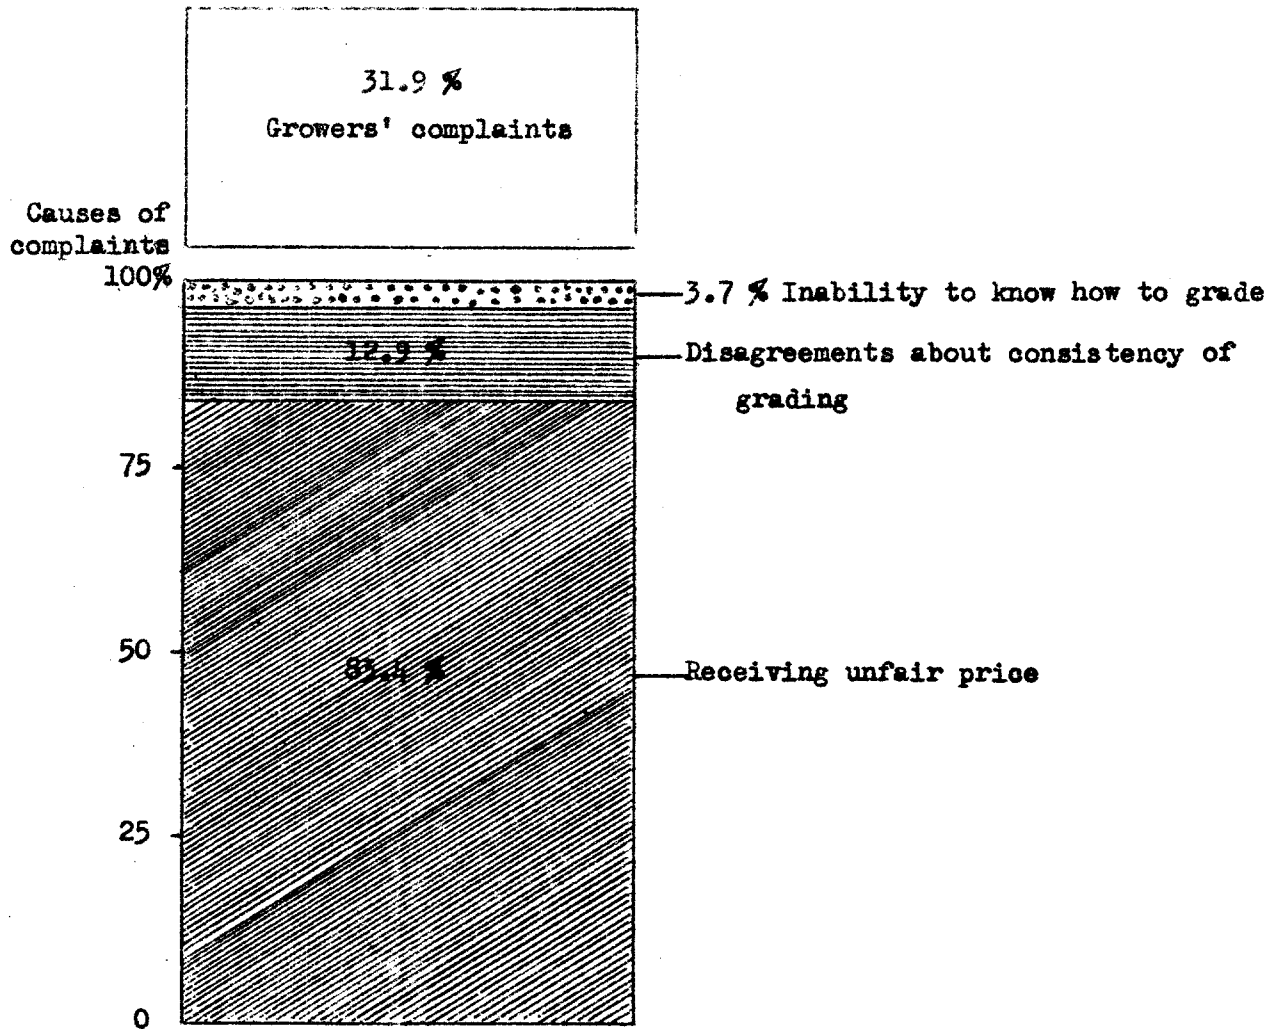 31.9 %
Growers' complaints
Causes of
complaints
100%
3.7 % Inability to know how to grade
12.9 %
Disagreements about consistency of
grading
75
50
83.4 %
Receiving unfair price
25
0